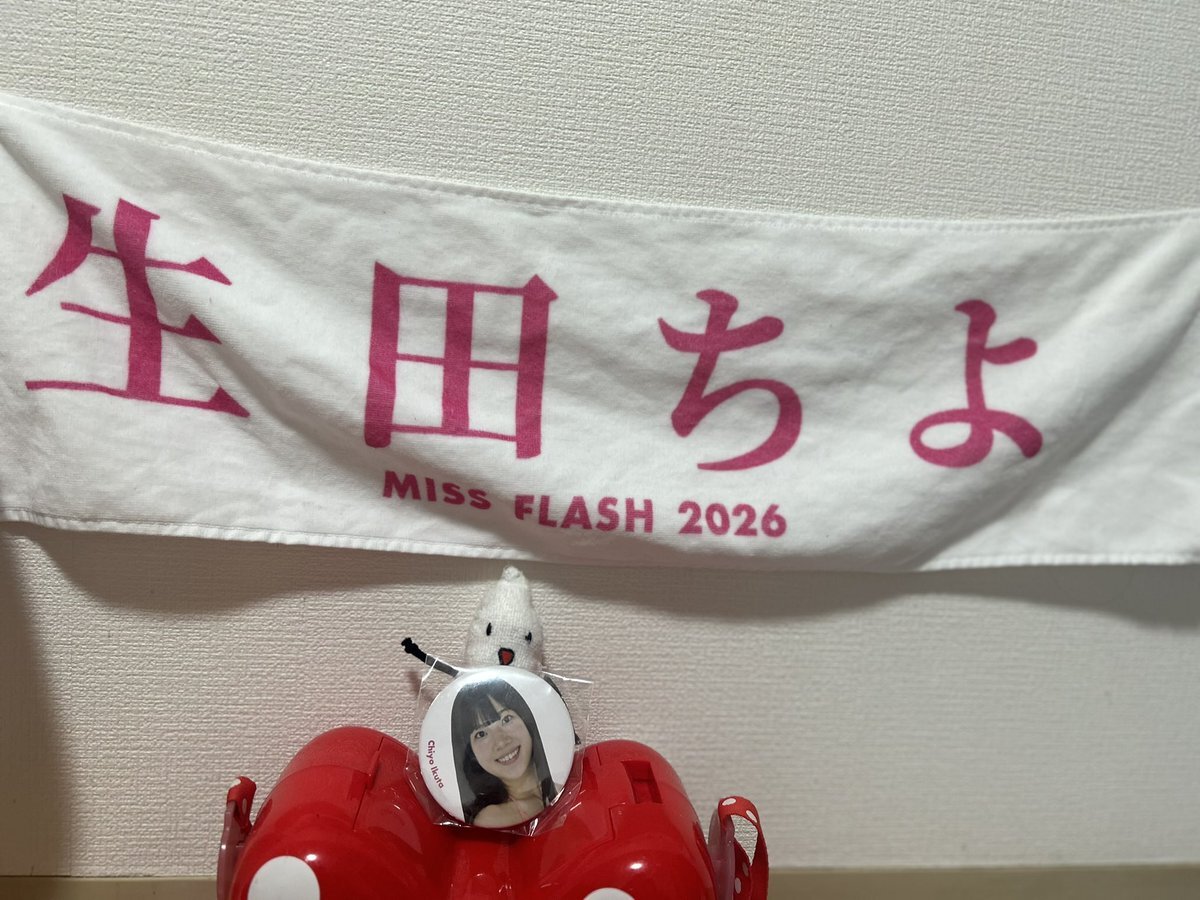 生田ちよ
MISS FLASH 2026
Chiyo Ikuta